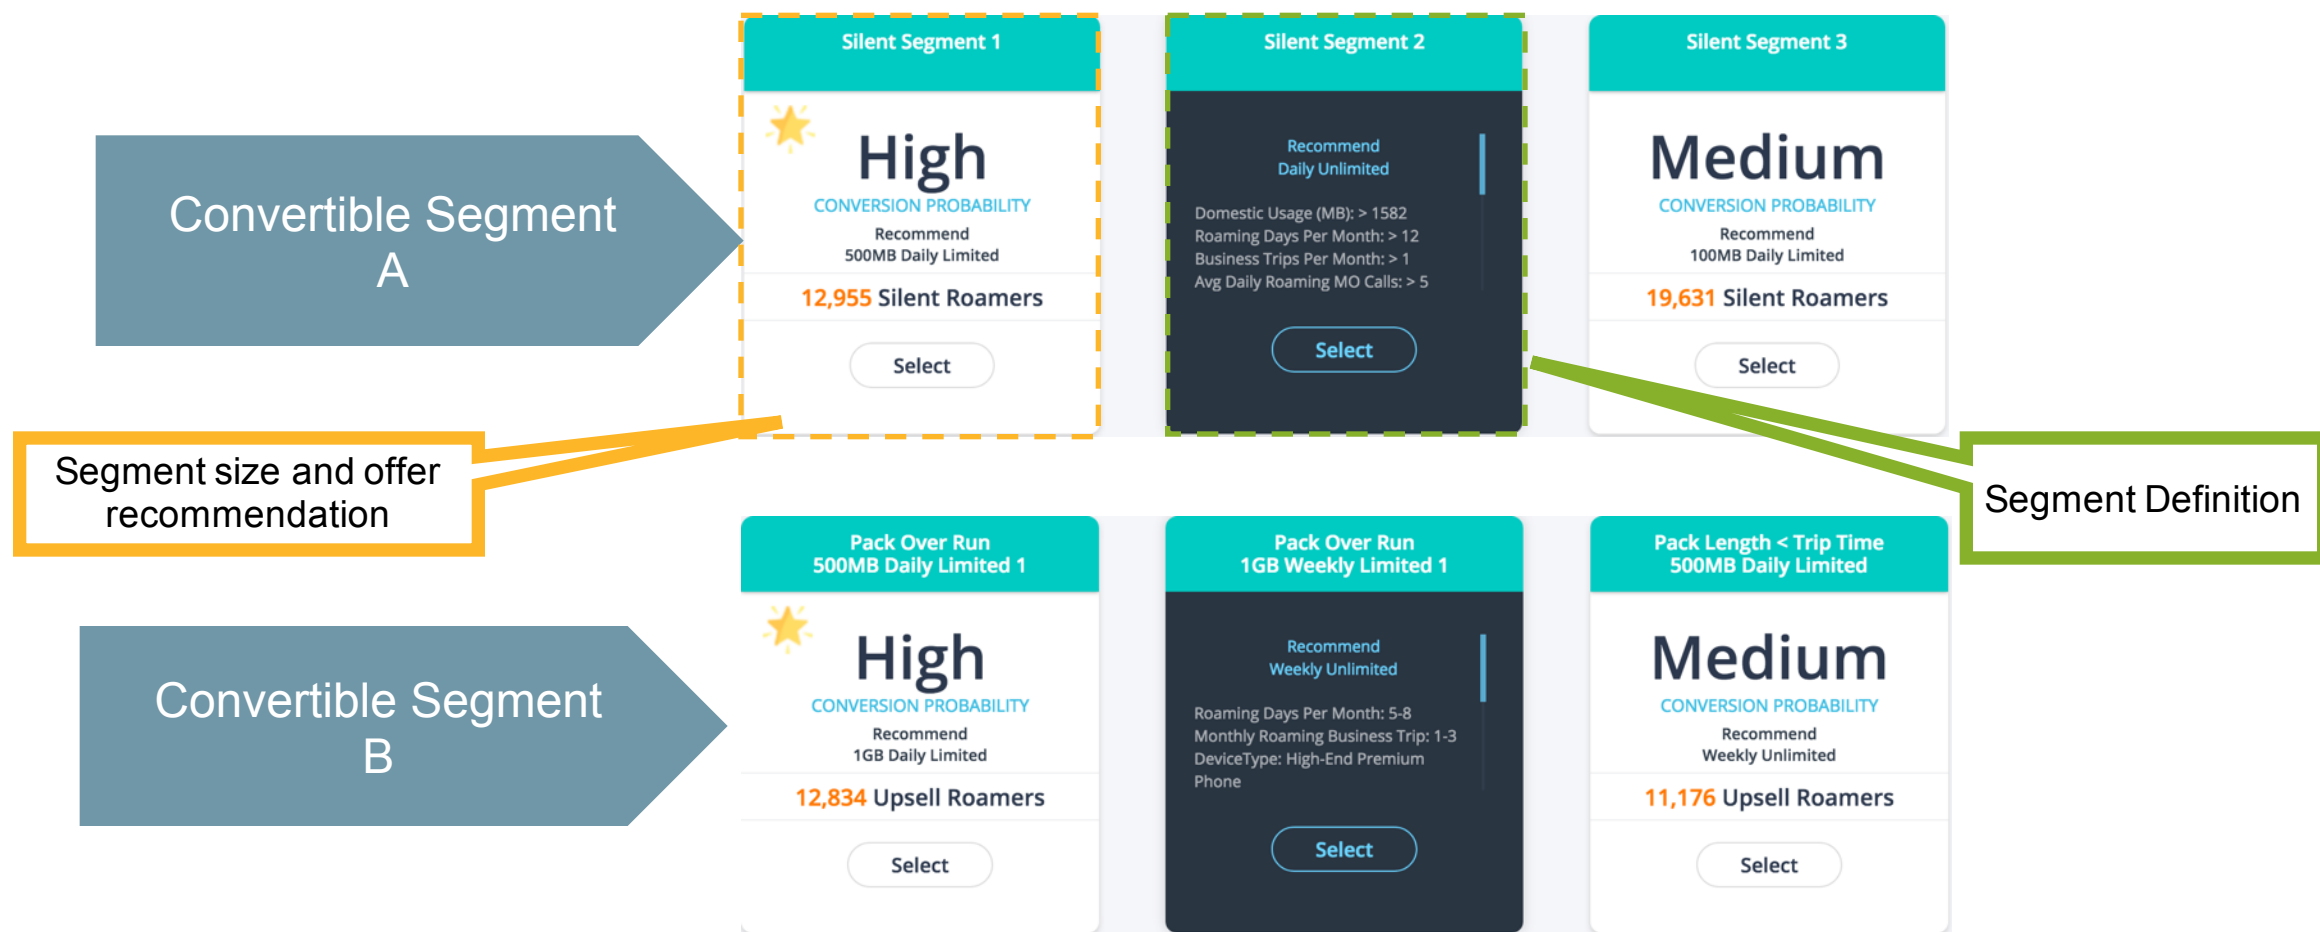 Silent Segment 1
Silent Segment 2
Silent Segment 3
Convertible Segment
A
High
CONVERSION PROBABILITY
Recommend
500MB Daily Limited
12,955 Silent Roamers
Select
Recommend
Daily Unlimited
Domestic Usage (MB): > 1582
Roaming Days Per Month: > 12
Business Trips Per Month: > 1
Avg Daily Roaming MO Calls: > 5
Select
Medium
CONVERSION PROBABILITY
Recommend
100MB Daily Limited
19,631 Silent Roamers
Select
Segment size and offer
recommendation
Segment Definition
Convertible Segment
B
Pack Over Run
500MB Daily Limited 1
High
CONVERSION PROBABILITY
Recommend
1GB Daily Limited
12,834 Upsell Roamers
Select
Pack Over Run
1GB Weekly Limited 1
Recommend
Weekly Unlimited
Roaming Days Per Month: 5-8
Monthly Roaming Business Trip: 1-3
DeviceType: High-End Premium
Phone
Select
Pack Length < Trip Time
500MB Daily Limited
Medium
CONVERSION PROBABILITY
Recommend
Weekly Unlimited
11,176 Upsell Roamers
Select